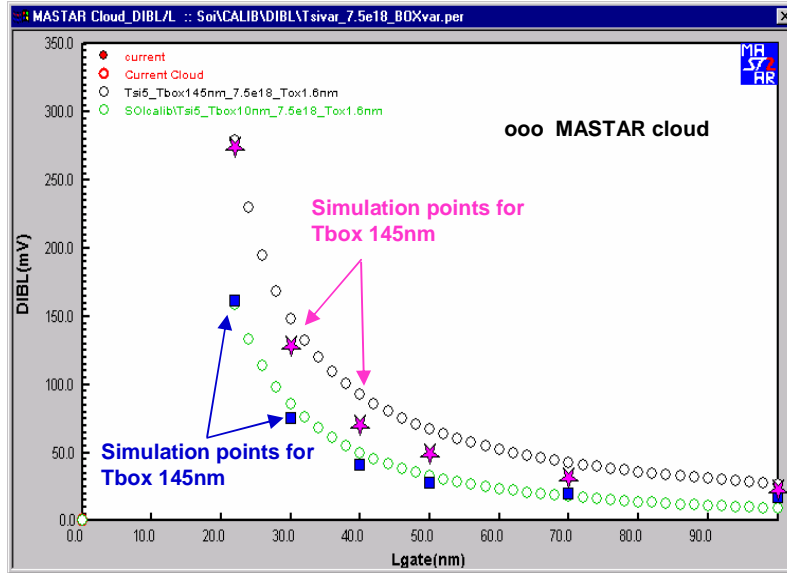 MASTAR Cloud_DIBL/L :: Soi\CALIB\DIBL\Tsivar_7.5e18_BOXvar.per
350.0
300.0
250.0
200.0
150.0
100.0
50.0
0.0
DIBL(mV)
current
Current Cloud
Tsi5_Tbox145nm_7.5e18_Tox1.6nm
SOIcalib\Tsi5_Tbox10nm_7.5e18_Tox1.6nm
MA
ST2
AR
ooo MASTAR cloud
Simulation points for
Tbox 145nm
Simulation points for
Tbox 145nm
0.0
10.0
20.0
30.0
40.0
50.0
60.0
70.0
80.0
90.0
Lgate(nm)